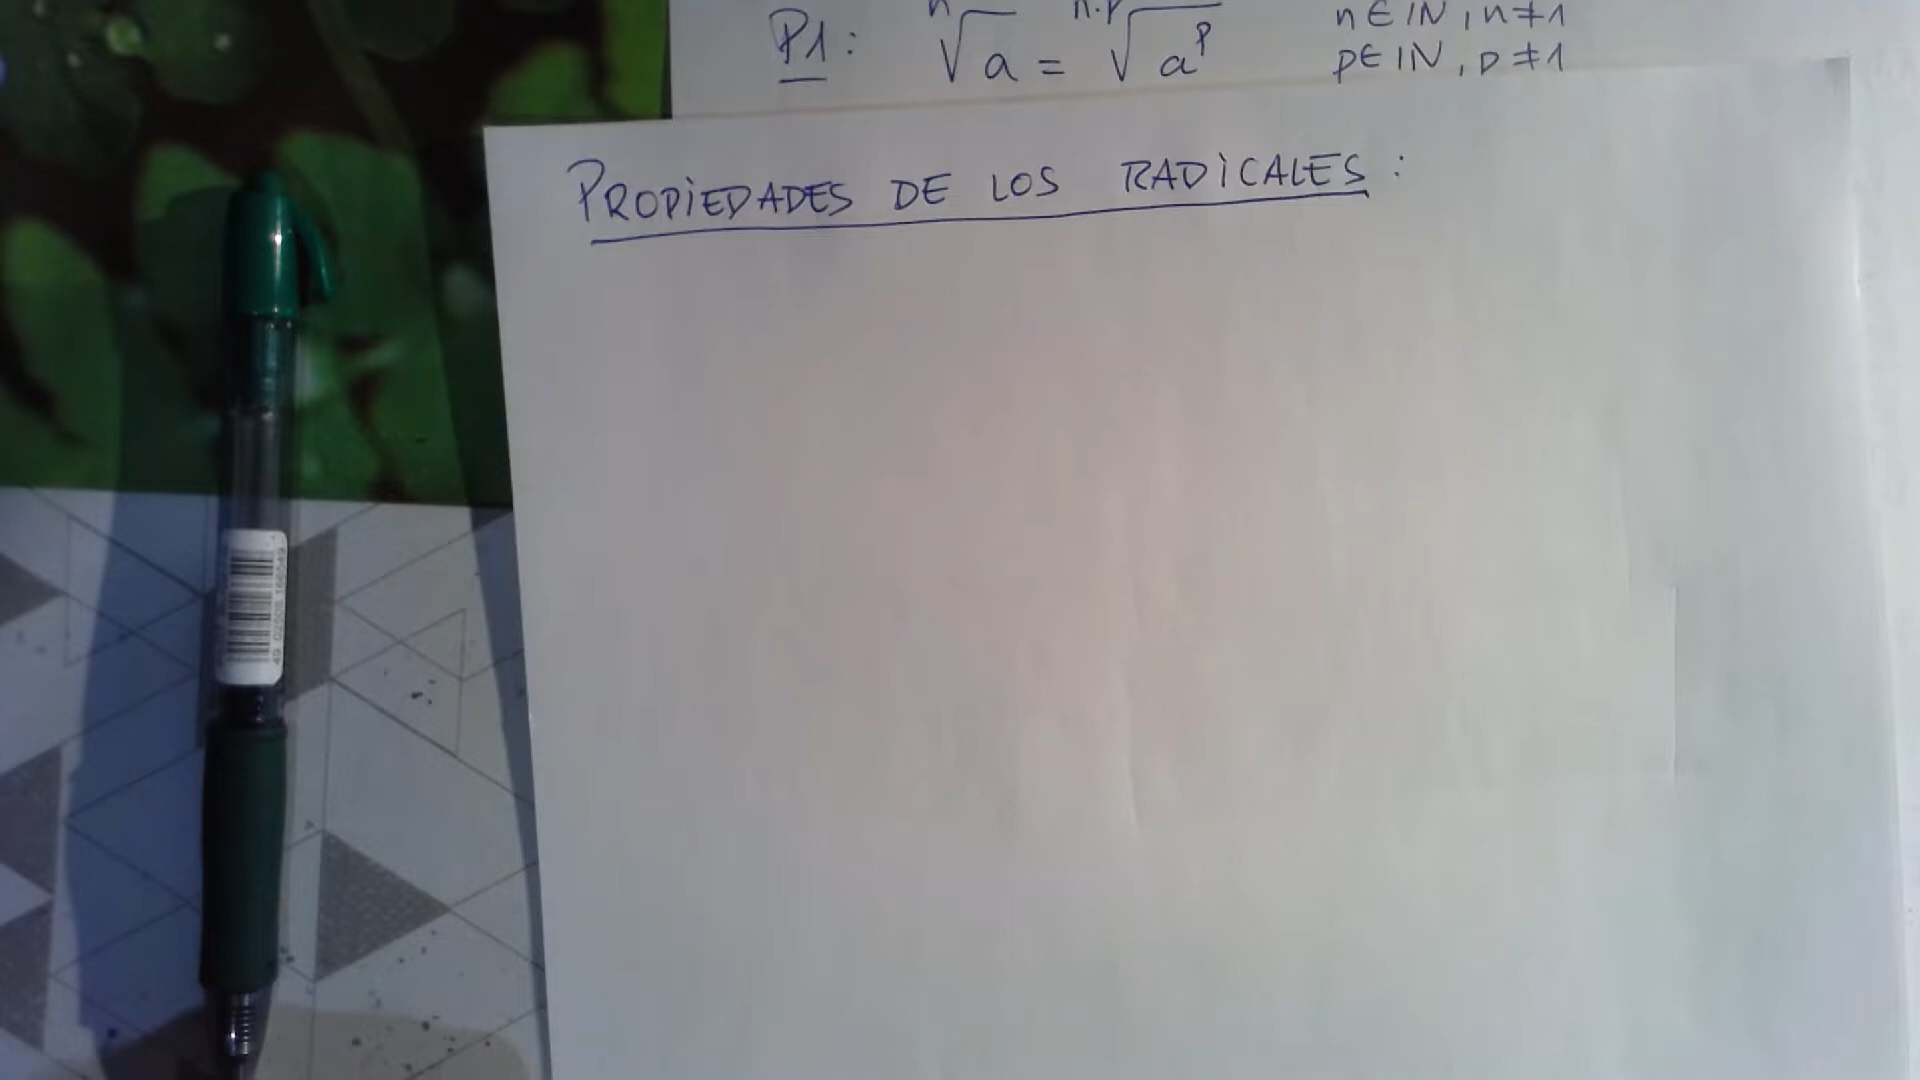 P1: ⁿ√a = ⁿ·ᵖ√aᵖ n∈ℕ, n≠1
p∈ℕ, p≠1
PROPiEDADES DE LOS RADiCALES: